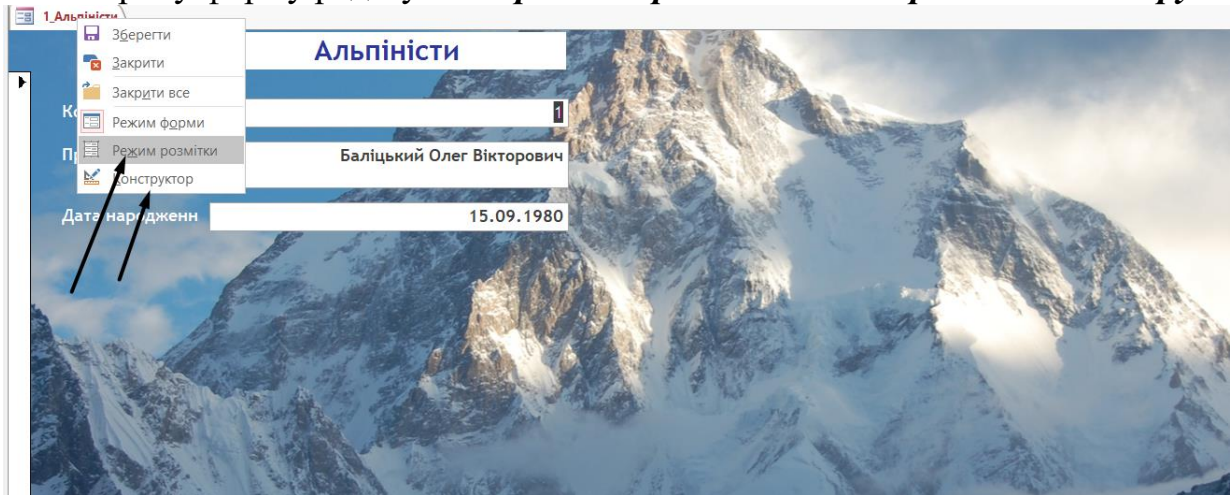 1_Альпіністи
Зберегти
Альпіністи
Закрити
Закрити все
1
Режим форми
Режим розмітки
Баліцький Олег Вікторович
Конструктор
Дата народженн
15.09.1980